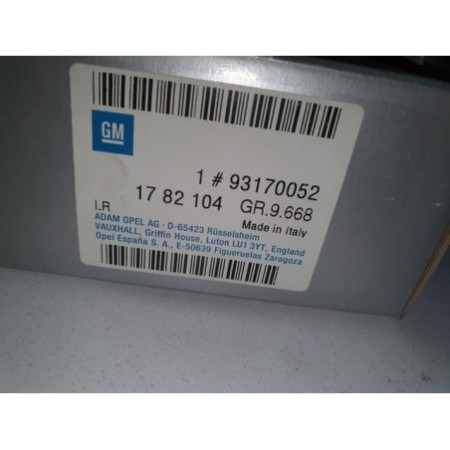 GM
1 # 93170052
LR 17 82 104 GR.9.668
Made in Italy
ADAM OPEL AG - D-65423 Rüsselsheim
VAUXHALL, Griffin House, Luton LU1 3YT, England
Opel España S. A., E-50639 Figueruelas Zaragoza